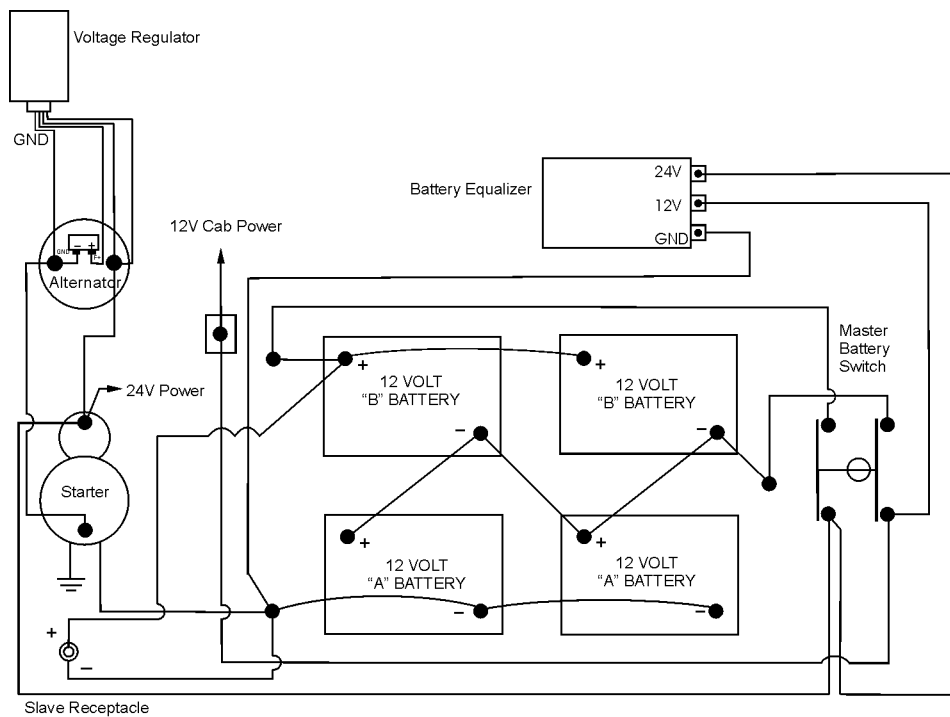 Voltage Regulator
GND
Battery Equalizer
24V
12V
GND
12V Cab Power
− +
GND
F+
Alternator
Master
Battery
Switch
24V Power
+
12 VOLT
“B” BATTERY
−
+
12 VOLT
“B” BATTERY
−
Starter
+
12 VOLT
“A” BATTERY
−
+
12 VOLT
“A” BATTERY
−
+
−
Slave Receptacle